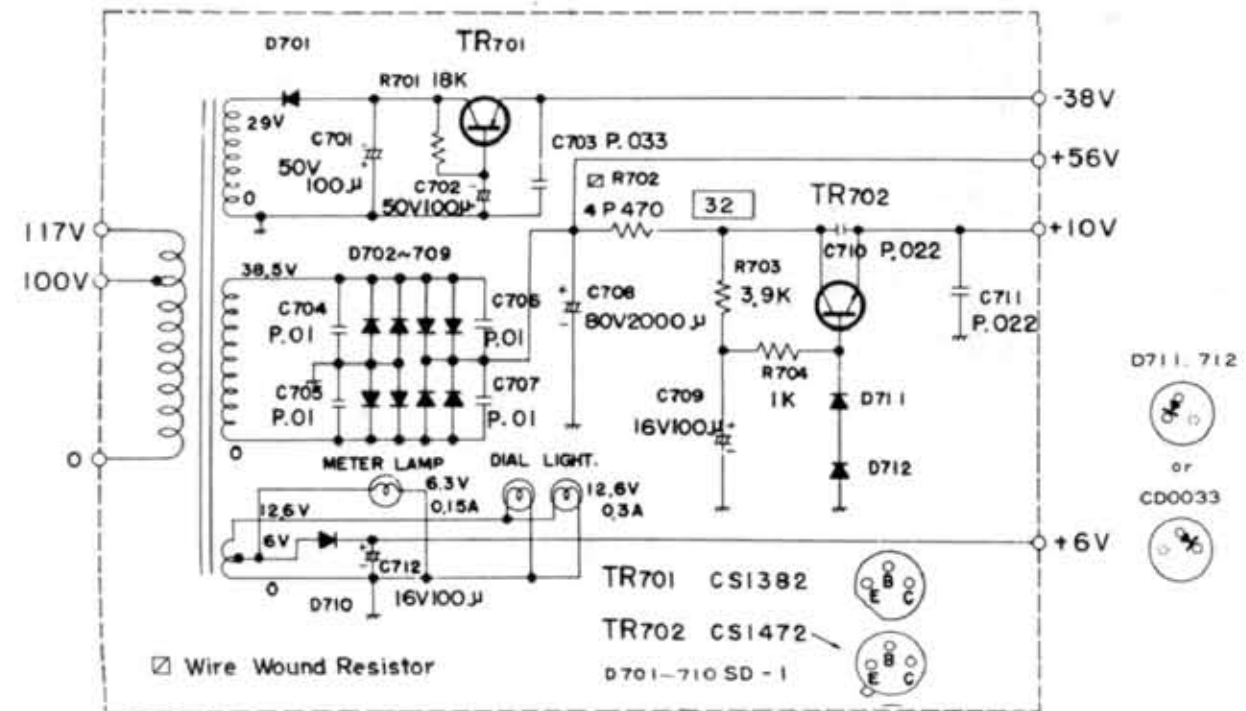 D701
TR701
R701 18K
-38V
29V
C701
50V
100µ
C702
50V100µ
C703 P.033
+56V
R702
4P470
32
TR702
0
117V
+10V
100V
38,5V
D702~709
C710 P.022
R703
3,9K
C704
P.01
C706
P.01
C708
80V2000µ
C711
P.022
C705
P.01
C707
P.01
R704
1K
D711
D711. 712
C709
16V100µ
D712
or
CD0033
0
0
METER LAMP
6.3V
0,15A
DIAL LIGHT.
12,6V
0,3A
12,6V
6V
C712
16V100µ
0
D710
+6V
TR701 CS1382
B
E C
TR702 CS1472
B
E C
D701-710 SD-1
Wire Wound Resistor